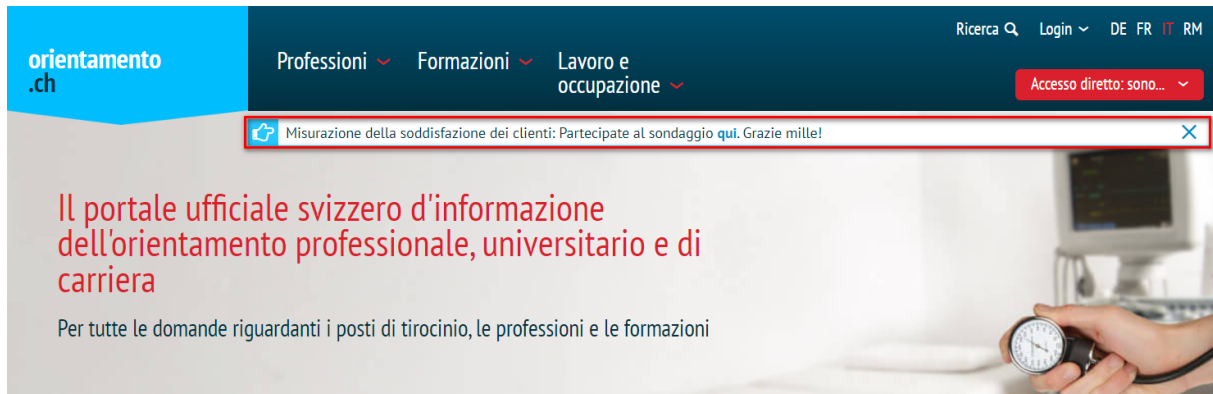 Ricerca Login DE FR IT RM
orientamento
.ch
Professioni Formazioni Lavoro e
occupazione
Accesso diretto: sono...
Misurazione della soddisfazione dei clienti: Partecipate al sondaggio qui. Grazie mille!
Il portale ufficiale svizzero d'informazione
dell'orientamento professionale, universitario e di
carriera
Per tutte le domande riguardanti i posti di tirocinio, le professioni e le formazioni